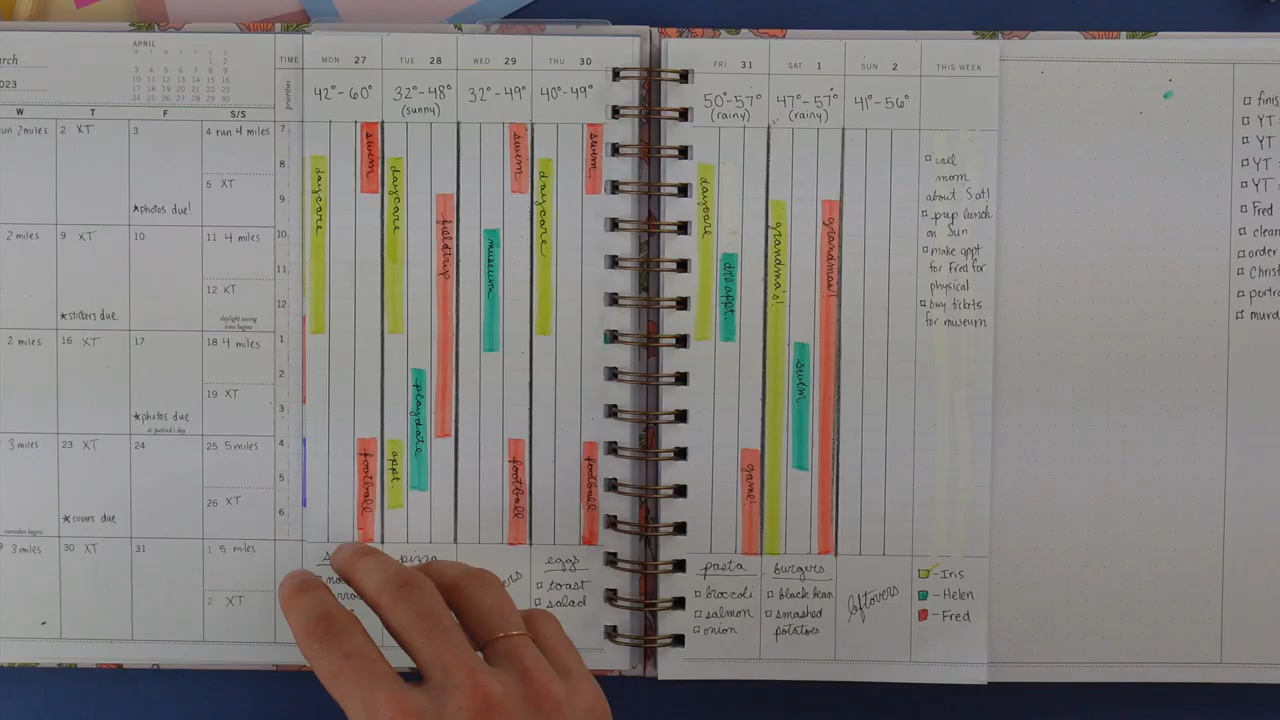 APRIL
2023
W T F S/S
run 2 miles
2 XT
3
4 run 4 miles
5 XT
★photos due!
2 miles
9 XT
10
11 4 miles
12 XT
★stickers due
daylight saving
time begins
2 miles
16 XT
17
18 4 miles
19 XT
★photos due
st. patrick's day
3 miles
23 XT
24
25 5 miles
26 XT
★covers due
ramadan begins
3 miles
30 XT
31
1 5 miles
2 XT
TIME
priorities
7
8
9
10
11
12
1
2
3
4
5
6
MON 27
42°-60°
daycare
swim
football
TUE 28
32°-48°
(sunny)
daycare
appt.
playdate
fieldtrip
pizza
WED 29
32°-49°
museum
swim
football
THU 30
40°-49°
daycare
swim
football
eggs
toast
salad
FRI 31
50°-57°
(rainy)
daycare
drs appt.
game!
pasta
broccoli
salmon
onion
SAT 1
47°-57°
(rainy)
grandma's!
swim
grandmas!
burgers
black bean
smashed
potatoes
SUN 2
41°-56°
leftovers
THIS WEEK
call
mom
about Sat!
prep lunch
on Sun
make appt
for Fred for
physical
buy tickets
for museum
-Iris
-Helen
-Fred
YT
YT
YT
YT
Fred
order